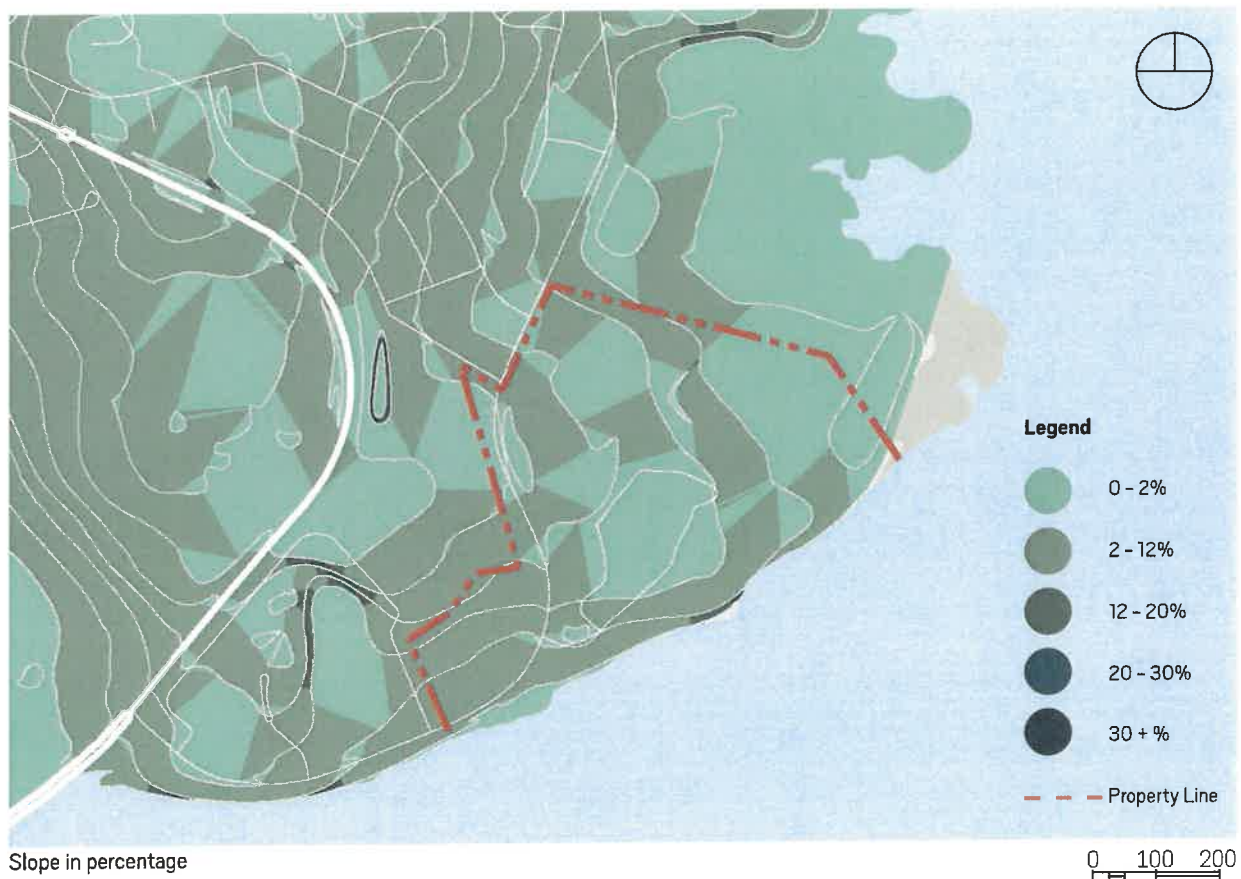 Legend
0 - 2%
2 - 12%
12 - 20%
20 - 30%
30 + %
Property Line
Slope in percentage
0 100 200